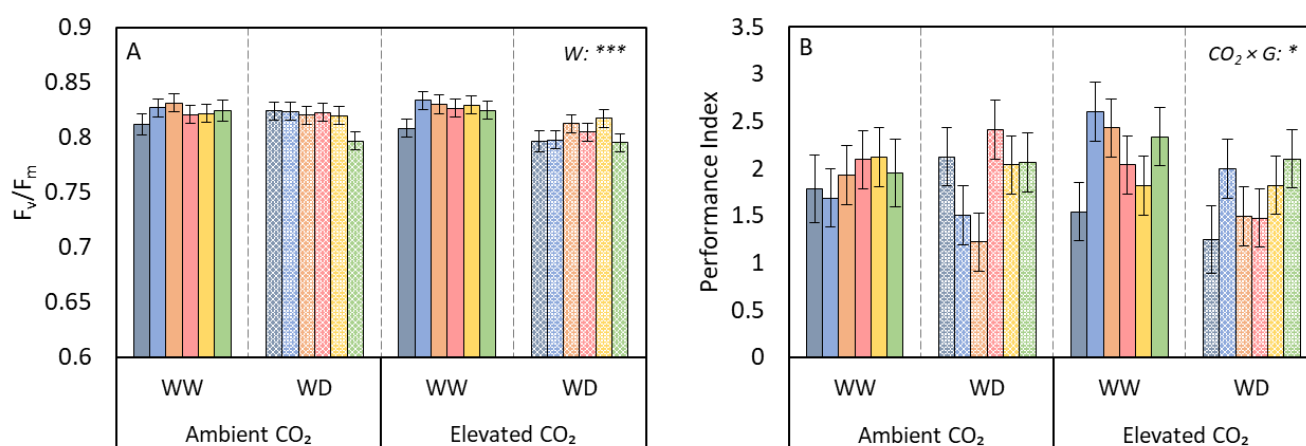 A
W: ***
0.9
0.85
0.8
0.75
0.7
0.65
0.6
Fᵥ/Fₘ
WW WD WW WD
Ambient CO₂ Elevated CO₂
B
CO₂ × G: *
3.5
3
2.5
2
1.5
1
0.5
0
Performance Index
WW WD WW WD
Ambient CO₂ Elevated CO₂